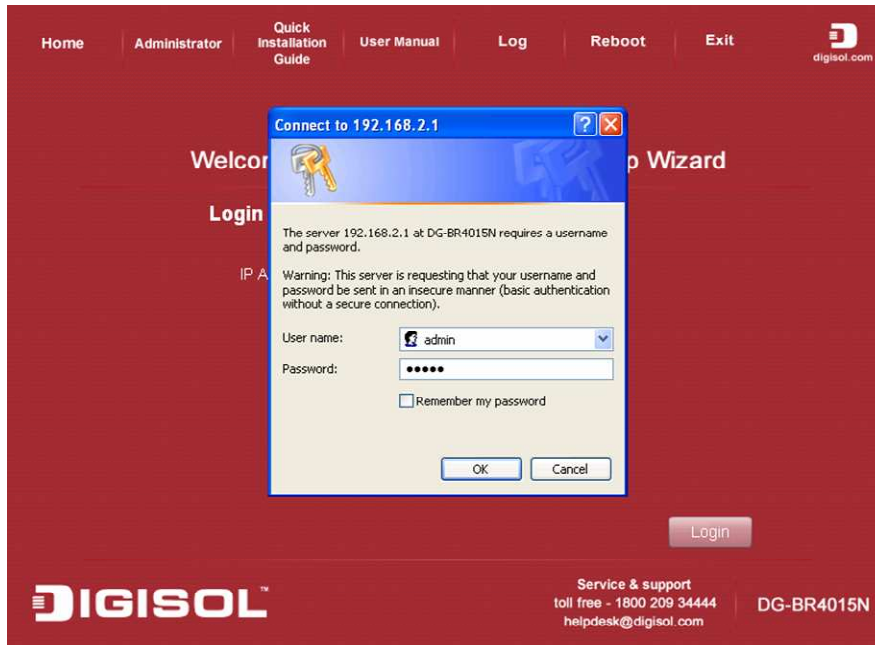 Home
Administrator
Quick
Installation
Guide
User Manual
Log
Reboot
Exit
digisol.com
Welcor
p Wizard
Login
IP A
Connect to 192.168.2.1
The server 192.168.2.1 at DG-BR4015N requires a username
and password.
Warning: This server is requesting that your username and
password be sent in an insecure manner (basic authentication
without a secure connection).
User name:
admin
Password:
•••••
Remember my password
OK
Cancel
Login
DIGISOL™
Service & support
toll free - 1800 209 34444
helpdesk@digisol.com
DG-BR4015N